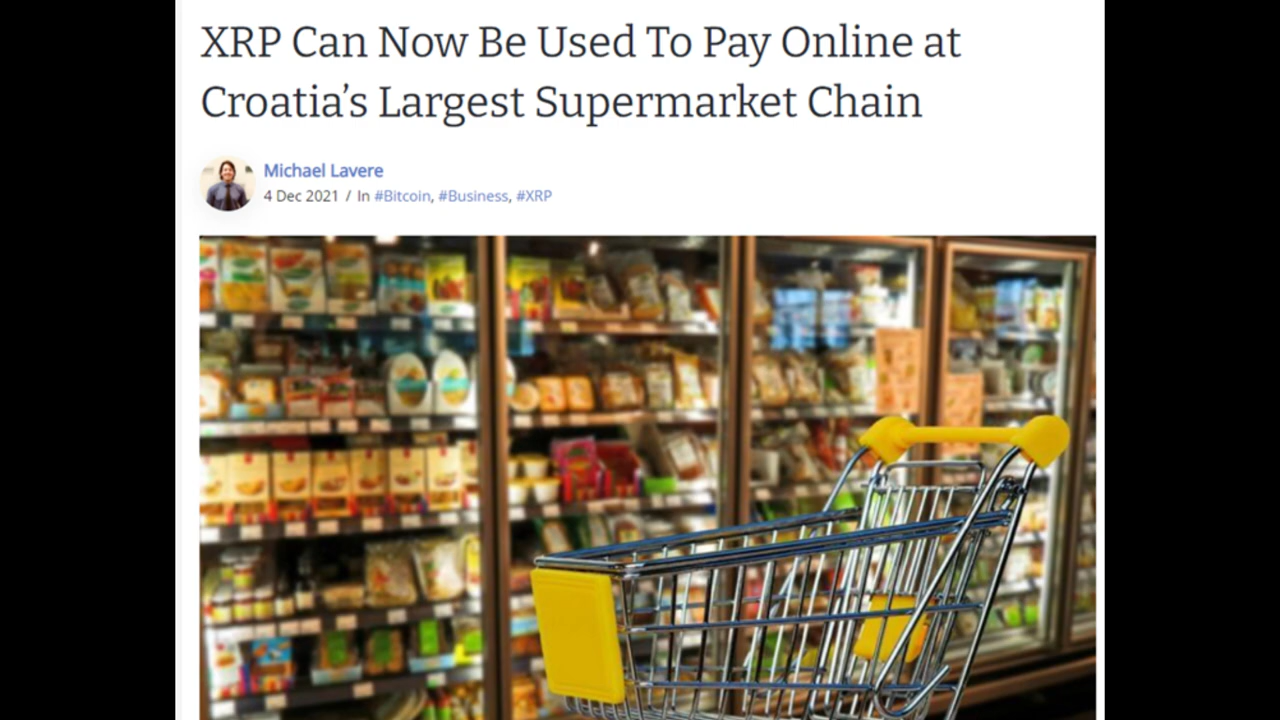 XRP Can Now Be Used To Pay Online at
Croatia’s Largest Supermarket Chain
Michael Lavere
4 Dec 2021 / In #Bitcoin, #Business, #XRP